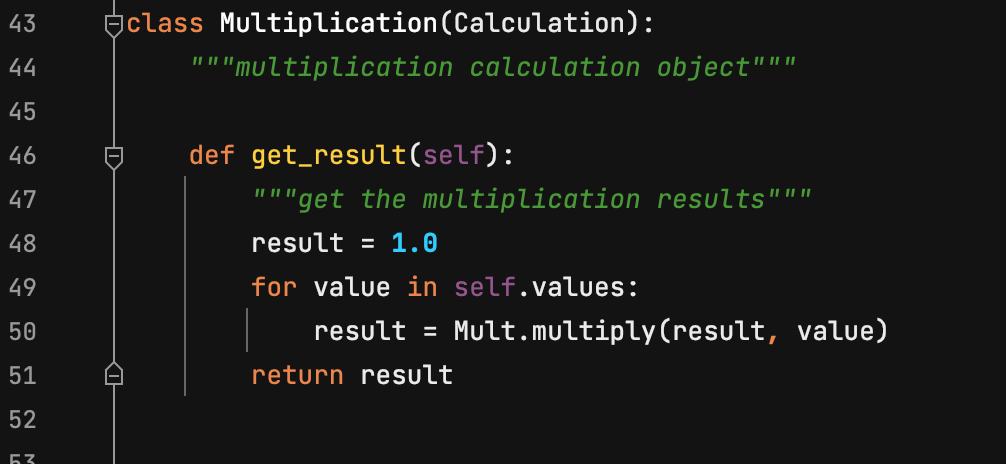 43 class Multiplication(Calculation):
44     """multiplication calculation object"""
45
46     def get_result(self):
47         """get the multiplication results"""
48         result = 1.0
49         for value in self.values:
50             result = Mult.multiply(result, value)
51         return result
52
53